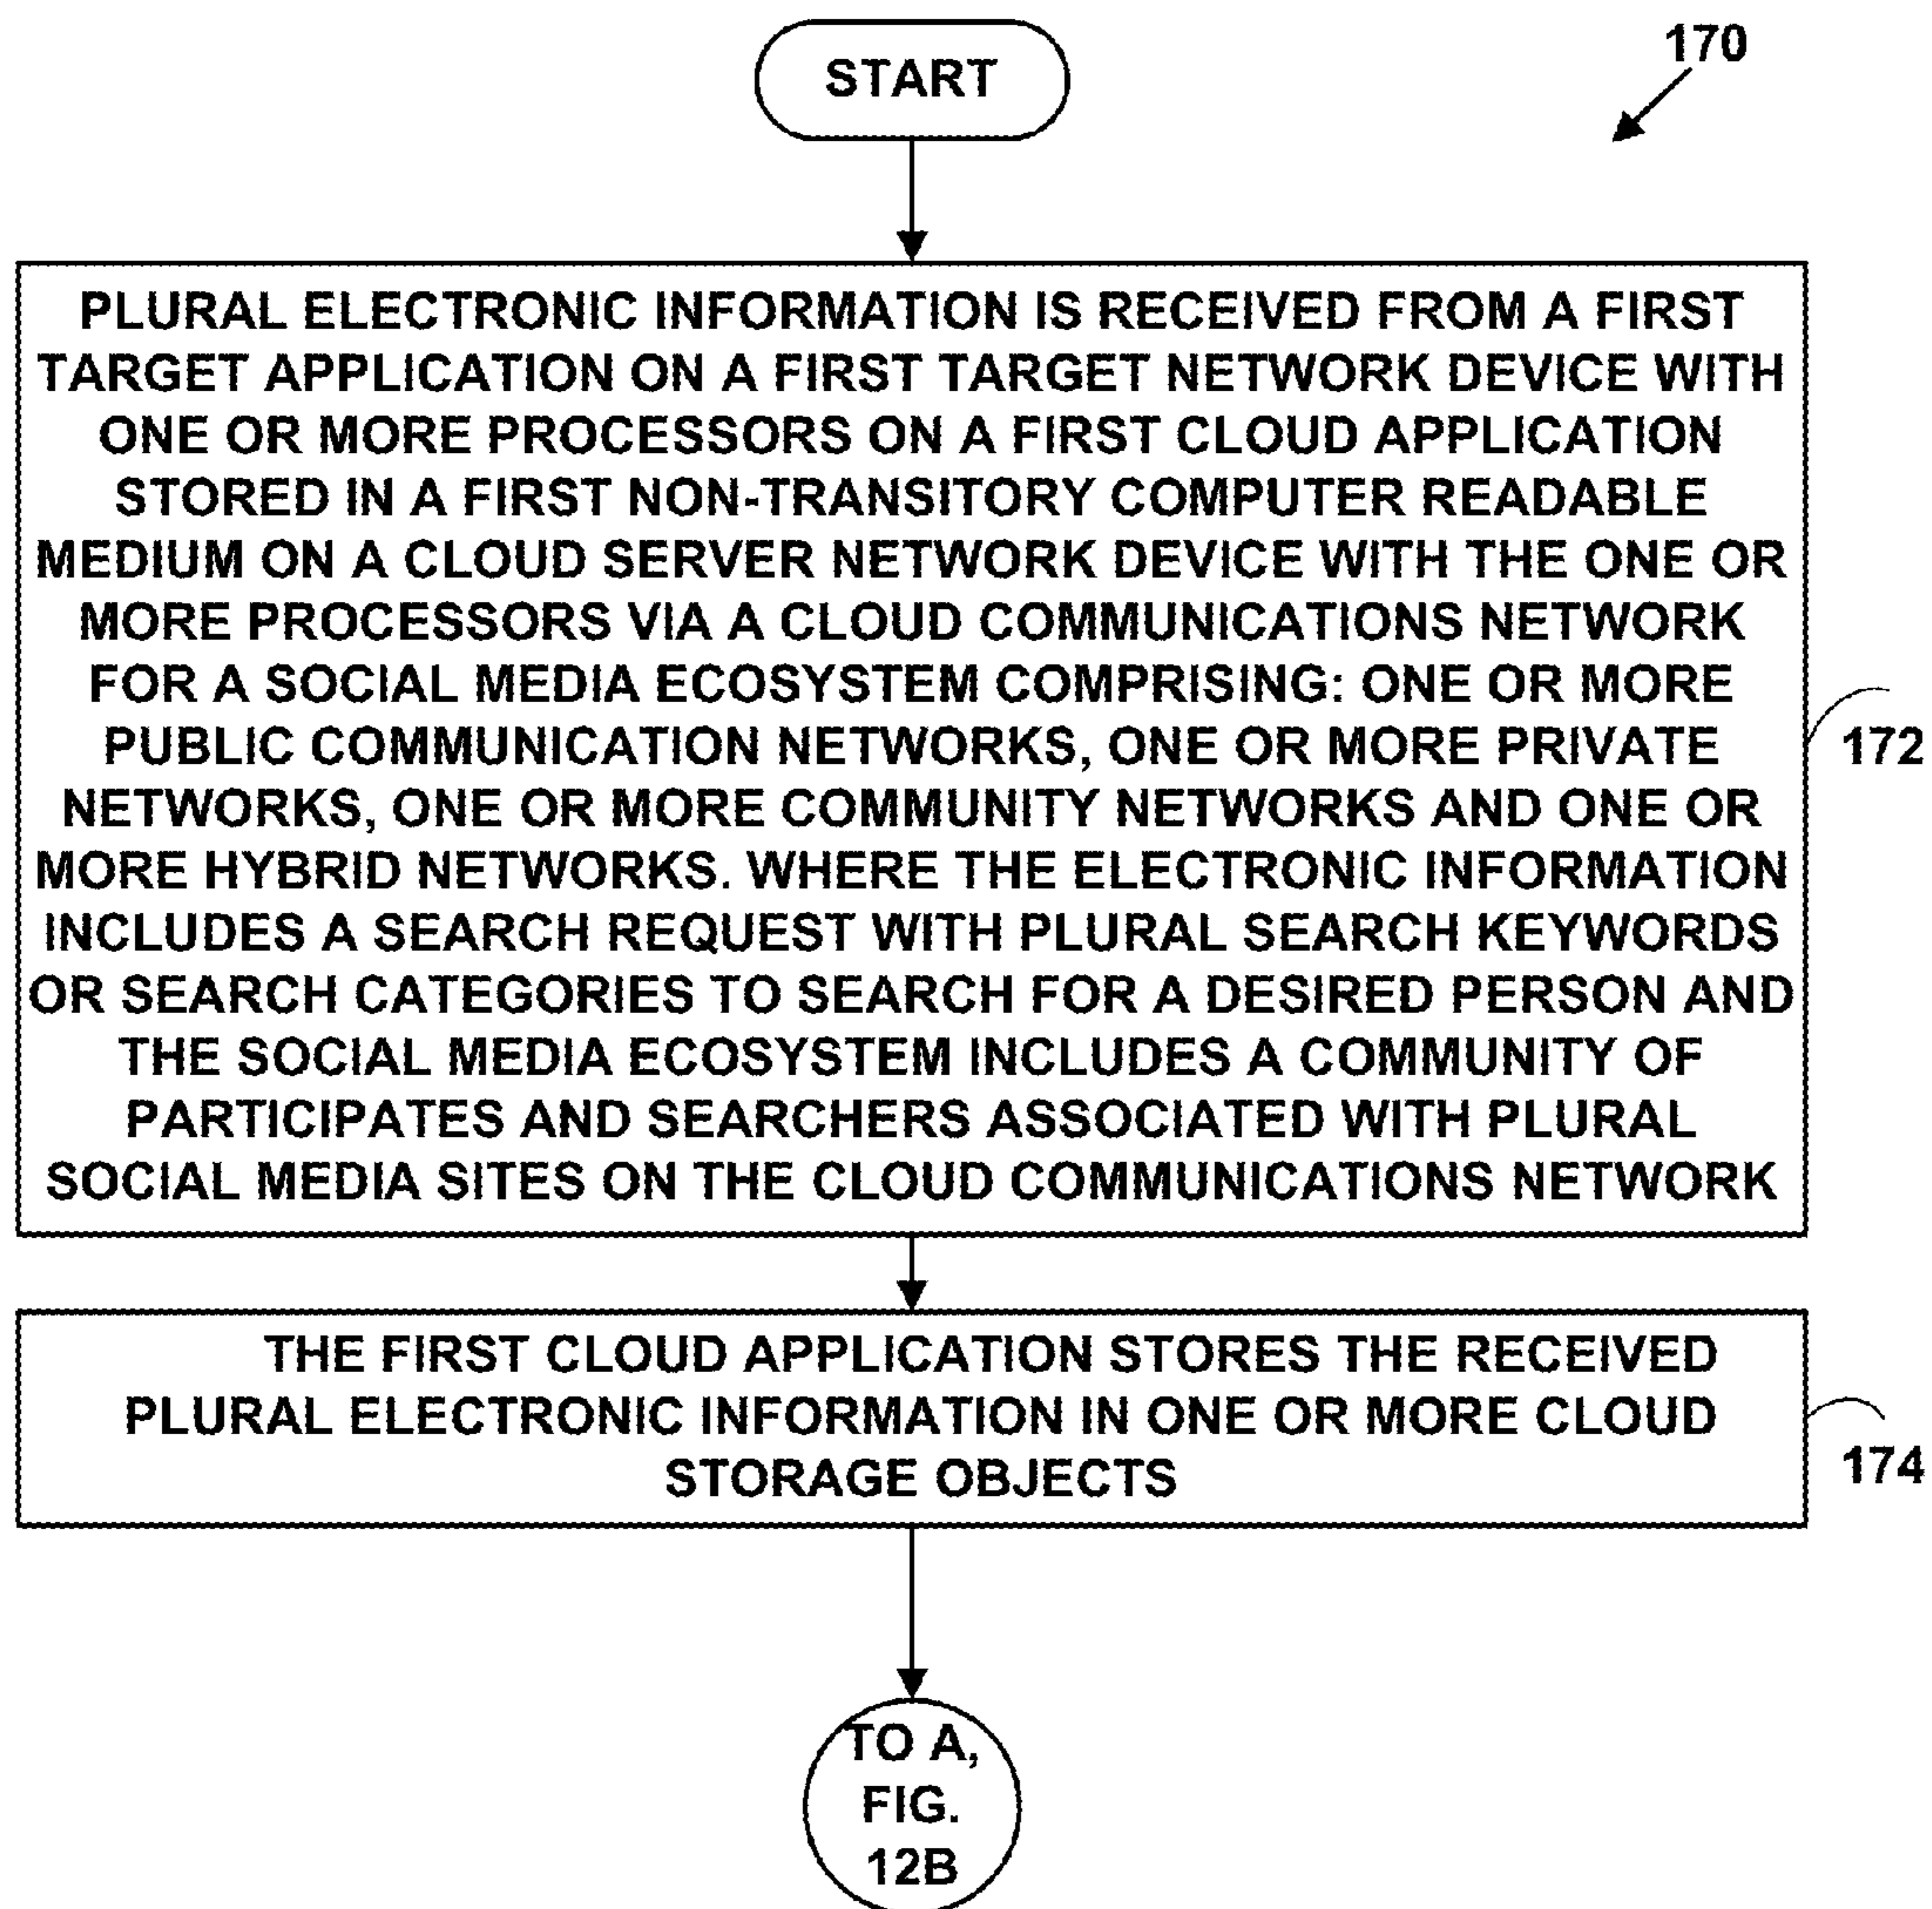 START
170
PLURAL ELECTRONIC INFORMATION IS RECEIVED FROM A FIRST
TARGET APPLICATION ON A FIRST TARGET NETWORK DEVICE WITH
ONE OR MORE PROCESSORS ON A FIRST CLOUD APPLICATION
STORED IN A FIRST NON-TRANSITORY COMPUTER READABLE
MEDIUM ON A CLOUD SERVER NETWORK DEVICE WITH THE ONE OR
MORE PROCESSORS VIA A CLOUD COMMUNICATIONS NETWORK
FOR A SOCIAL MEDIA ECOSYSTEM COMPRISING: ONE OR MORE
PUBLIC COMMUNICATION NETWORKS, ONE OR MORE PRIVATE
NETWORKS, ONE OR MORE COMMUNITY NETWORKS AND ONE OR
MORE HYBRID NETWORKS. WHERE THE ELECTRONIC INFORMATION
INCLUDES A SEARCH REQUEST WITH PLURAL SEARCH KEYWORDS
OR SEARCH CATEGORIES TO SEARCH FOR A DESIRED PERSON AND
THE SOCIAL MEDIA ECOSYSTEM INCLUDES A COMMUNITY OF
PARTICIPATES AND SEARCHERS ASSOCIATED WITH PLURAL
SOCIAL MEDIA SITES ON THE CLOUD COMMUNICATIONS NETWORK
172
THE FIRST CLOUD APPLICATION STORES THE RECEIVED
PLURAL ELECTRONIC INFORMATION IN ONE OR MORE CLOUD
STORAGE OBJECTS
174
TO A,
FIG.
12B